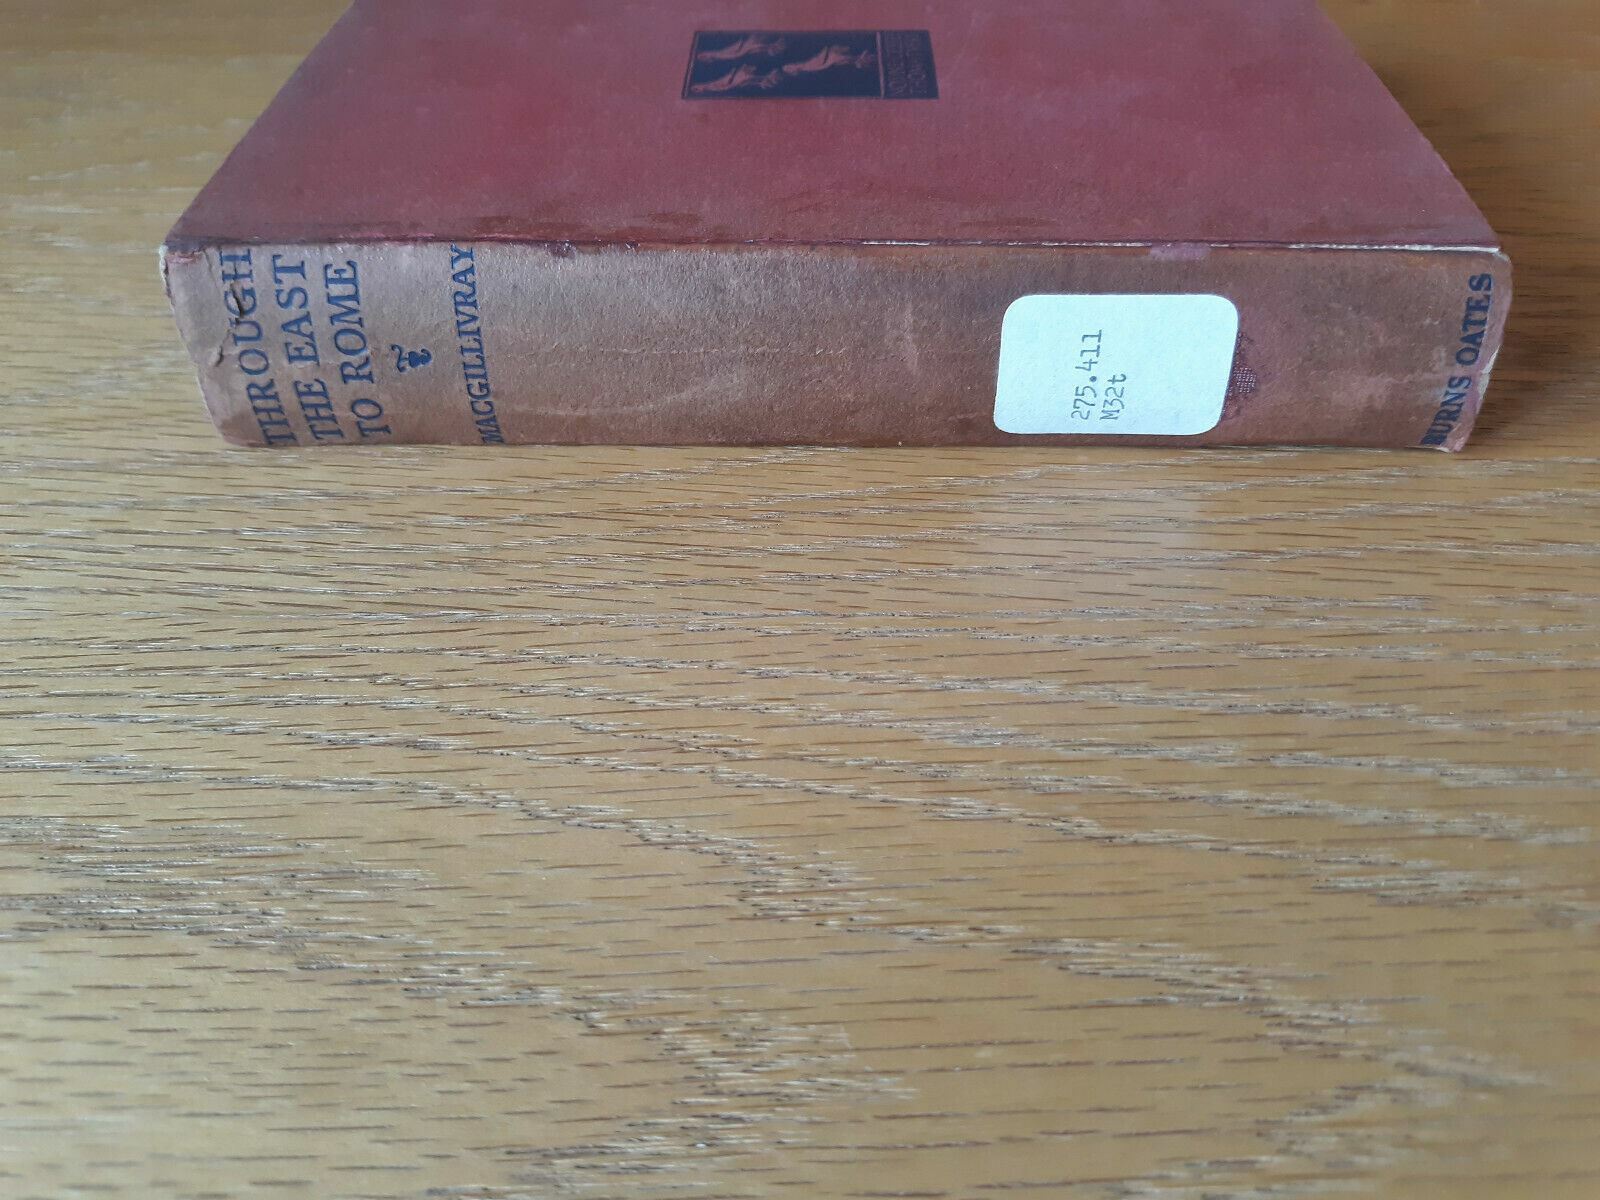 THROUGH
THE EAST
TO ROME
MACGILLIVRAY
275.411
M32t
BURNS OATES